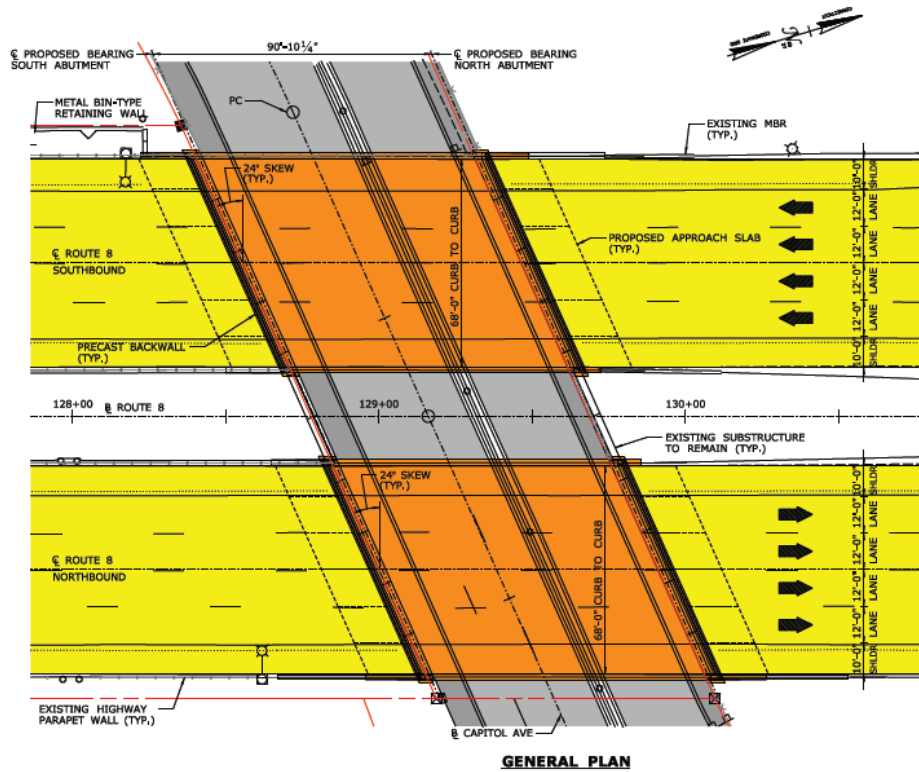 ℄ PROPOSED BEARING
SOUTH ABUTMENT
90'-10¼"
℄ PROPOSED BEARING
NORTH ABUTMENT
METAL BIN-TYPE
RETAINING WALL
PC
EXISTING MBR
(TYP.)
24° SKEW
(TYP.)
68'-0" CURB TO CURB
10'-0" SHLDR
12'-0" LANE
12'-0" LANE
12'-0" LANE
12'-0" LANE
10'-0" SHLDR
℄ ROUTE 8
SOUTHBOUND
PROPOSED APPROACH SLAB
(TYP.)
PRECAST BACKWALL
(TYP.)
128+00
B ROUTE 8
129+00
130+00
EXISTING SUBSTRUCTURE
TO REMAIN (TYP.)
24° SKEW
(TYP.)
68'-0" CURB TO CURB
10'-0" SHLDR
12'-0" LANE
12'-0" LANE
12'-0" LANE
12'-0" LANE
10'-0" SHLDR
℄ ROUTE 8
NORTHBOUND
EXISTING HIGHWAY
PARAPET WALL (TYP.)
B CAPITOL AVE
GENERAL PLAN